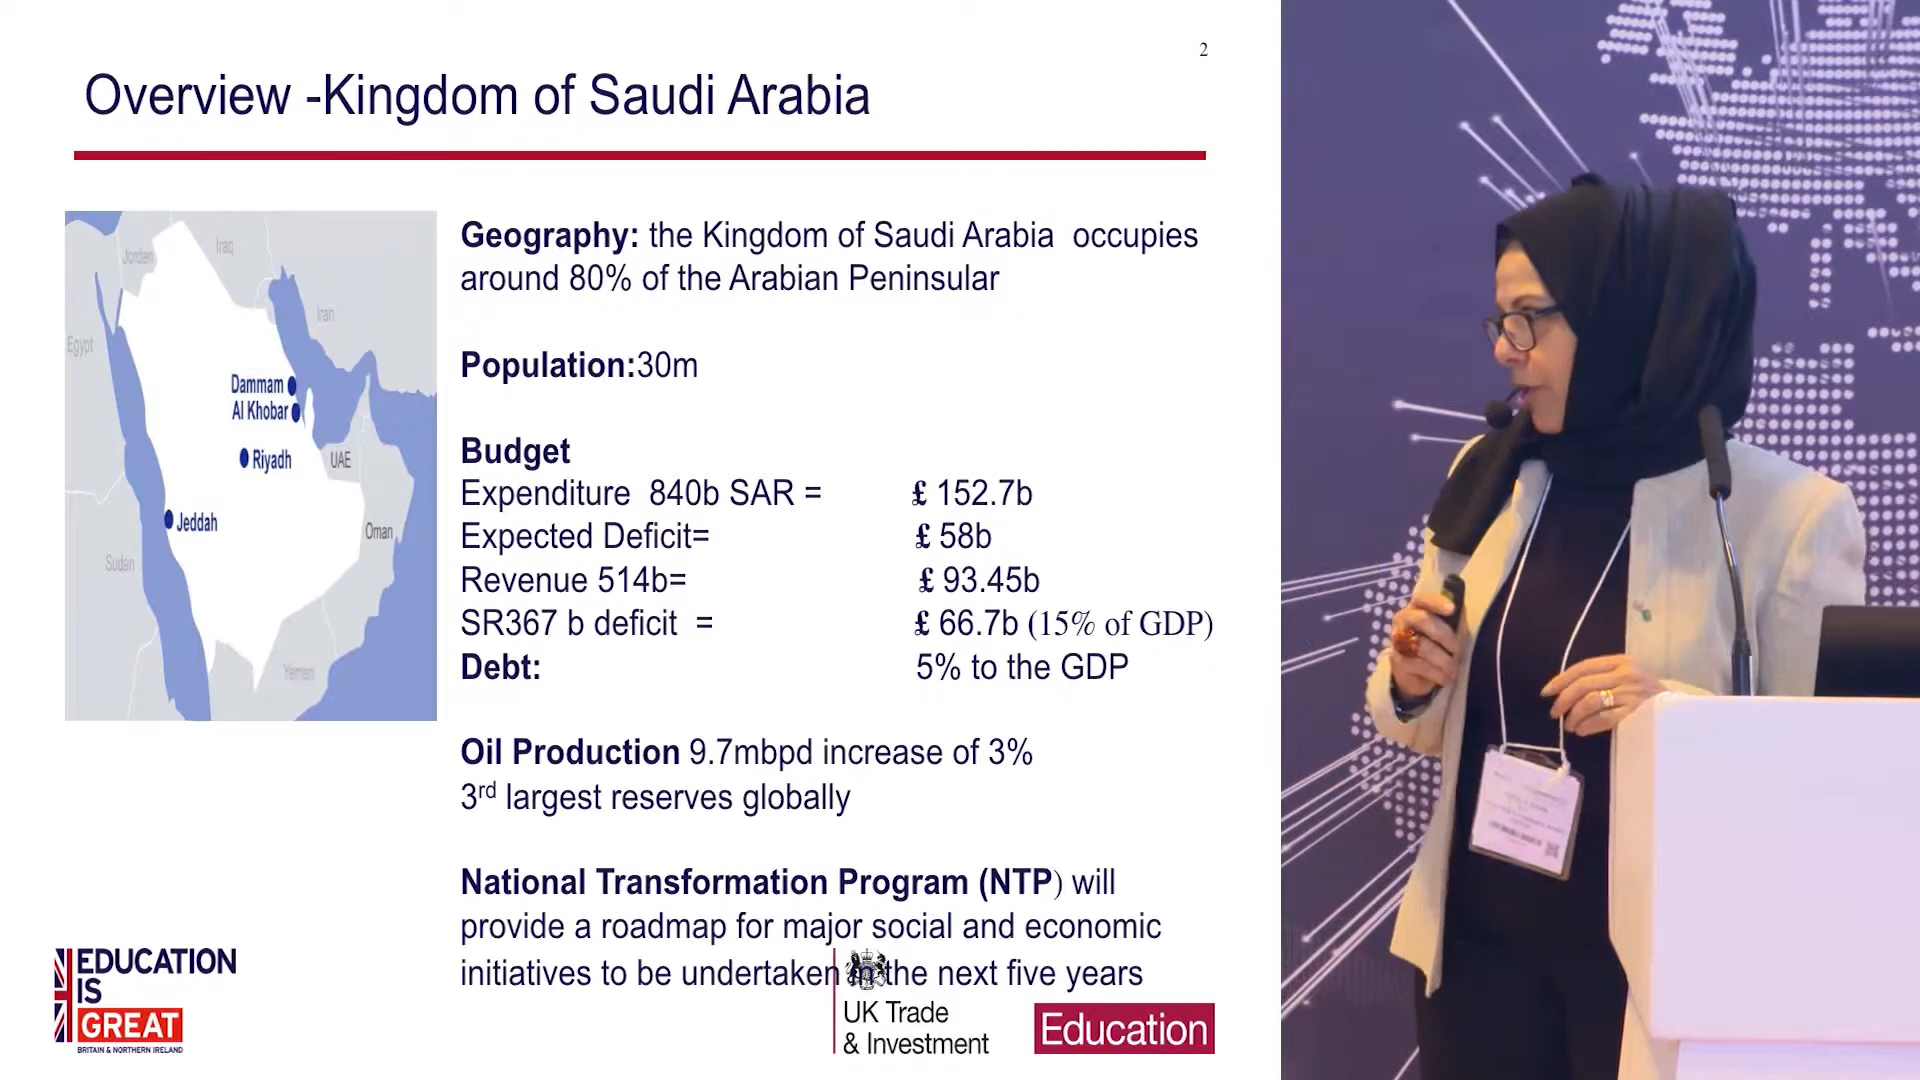 2
Overview -Kingdom of Saudi Arabia
Jordan
Iraq
Iran
Egypt
Dammam
Al Khobar
Riyadh
UAE
Jeddah
Oman
Sudan
Yemen
Geography: the Kingdom of Saudi Arabia occupies
around 80% of the Arabian Peninsular
Population:30m
Budget
Expenditure 840b SAR = £ 152.7b
Expected Deficit= £ 58b
Revenue 514b= £ 93.45b
SR367 b deficit = £ 66.7b (15% of GDP)
Debt: 5% to the GDP
Oil Production 9.7mbpd increase of 3%
3rd largest reserves globally
National Transformation Program (NTP) will
provide a roadmap for major social and economic
initiatives to be undertaken in the next five years
EDUCATION
IS
GREAT
BRITAIN & NORTHERN IRELAND
UK Trade
& Investment
Education